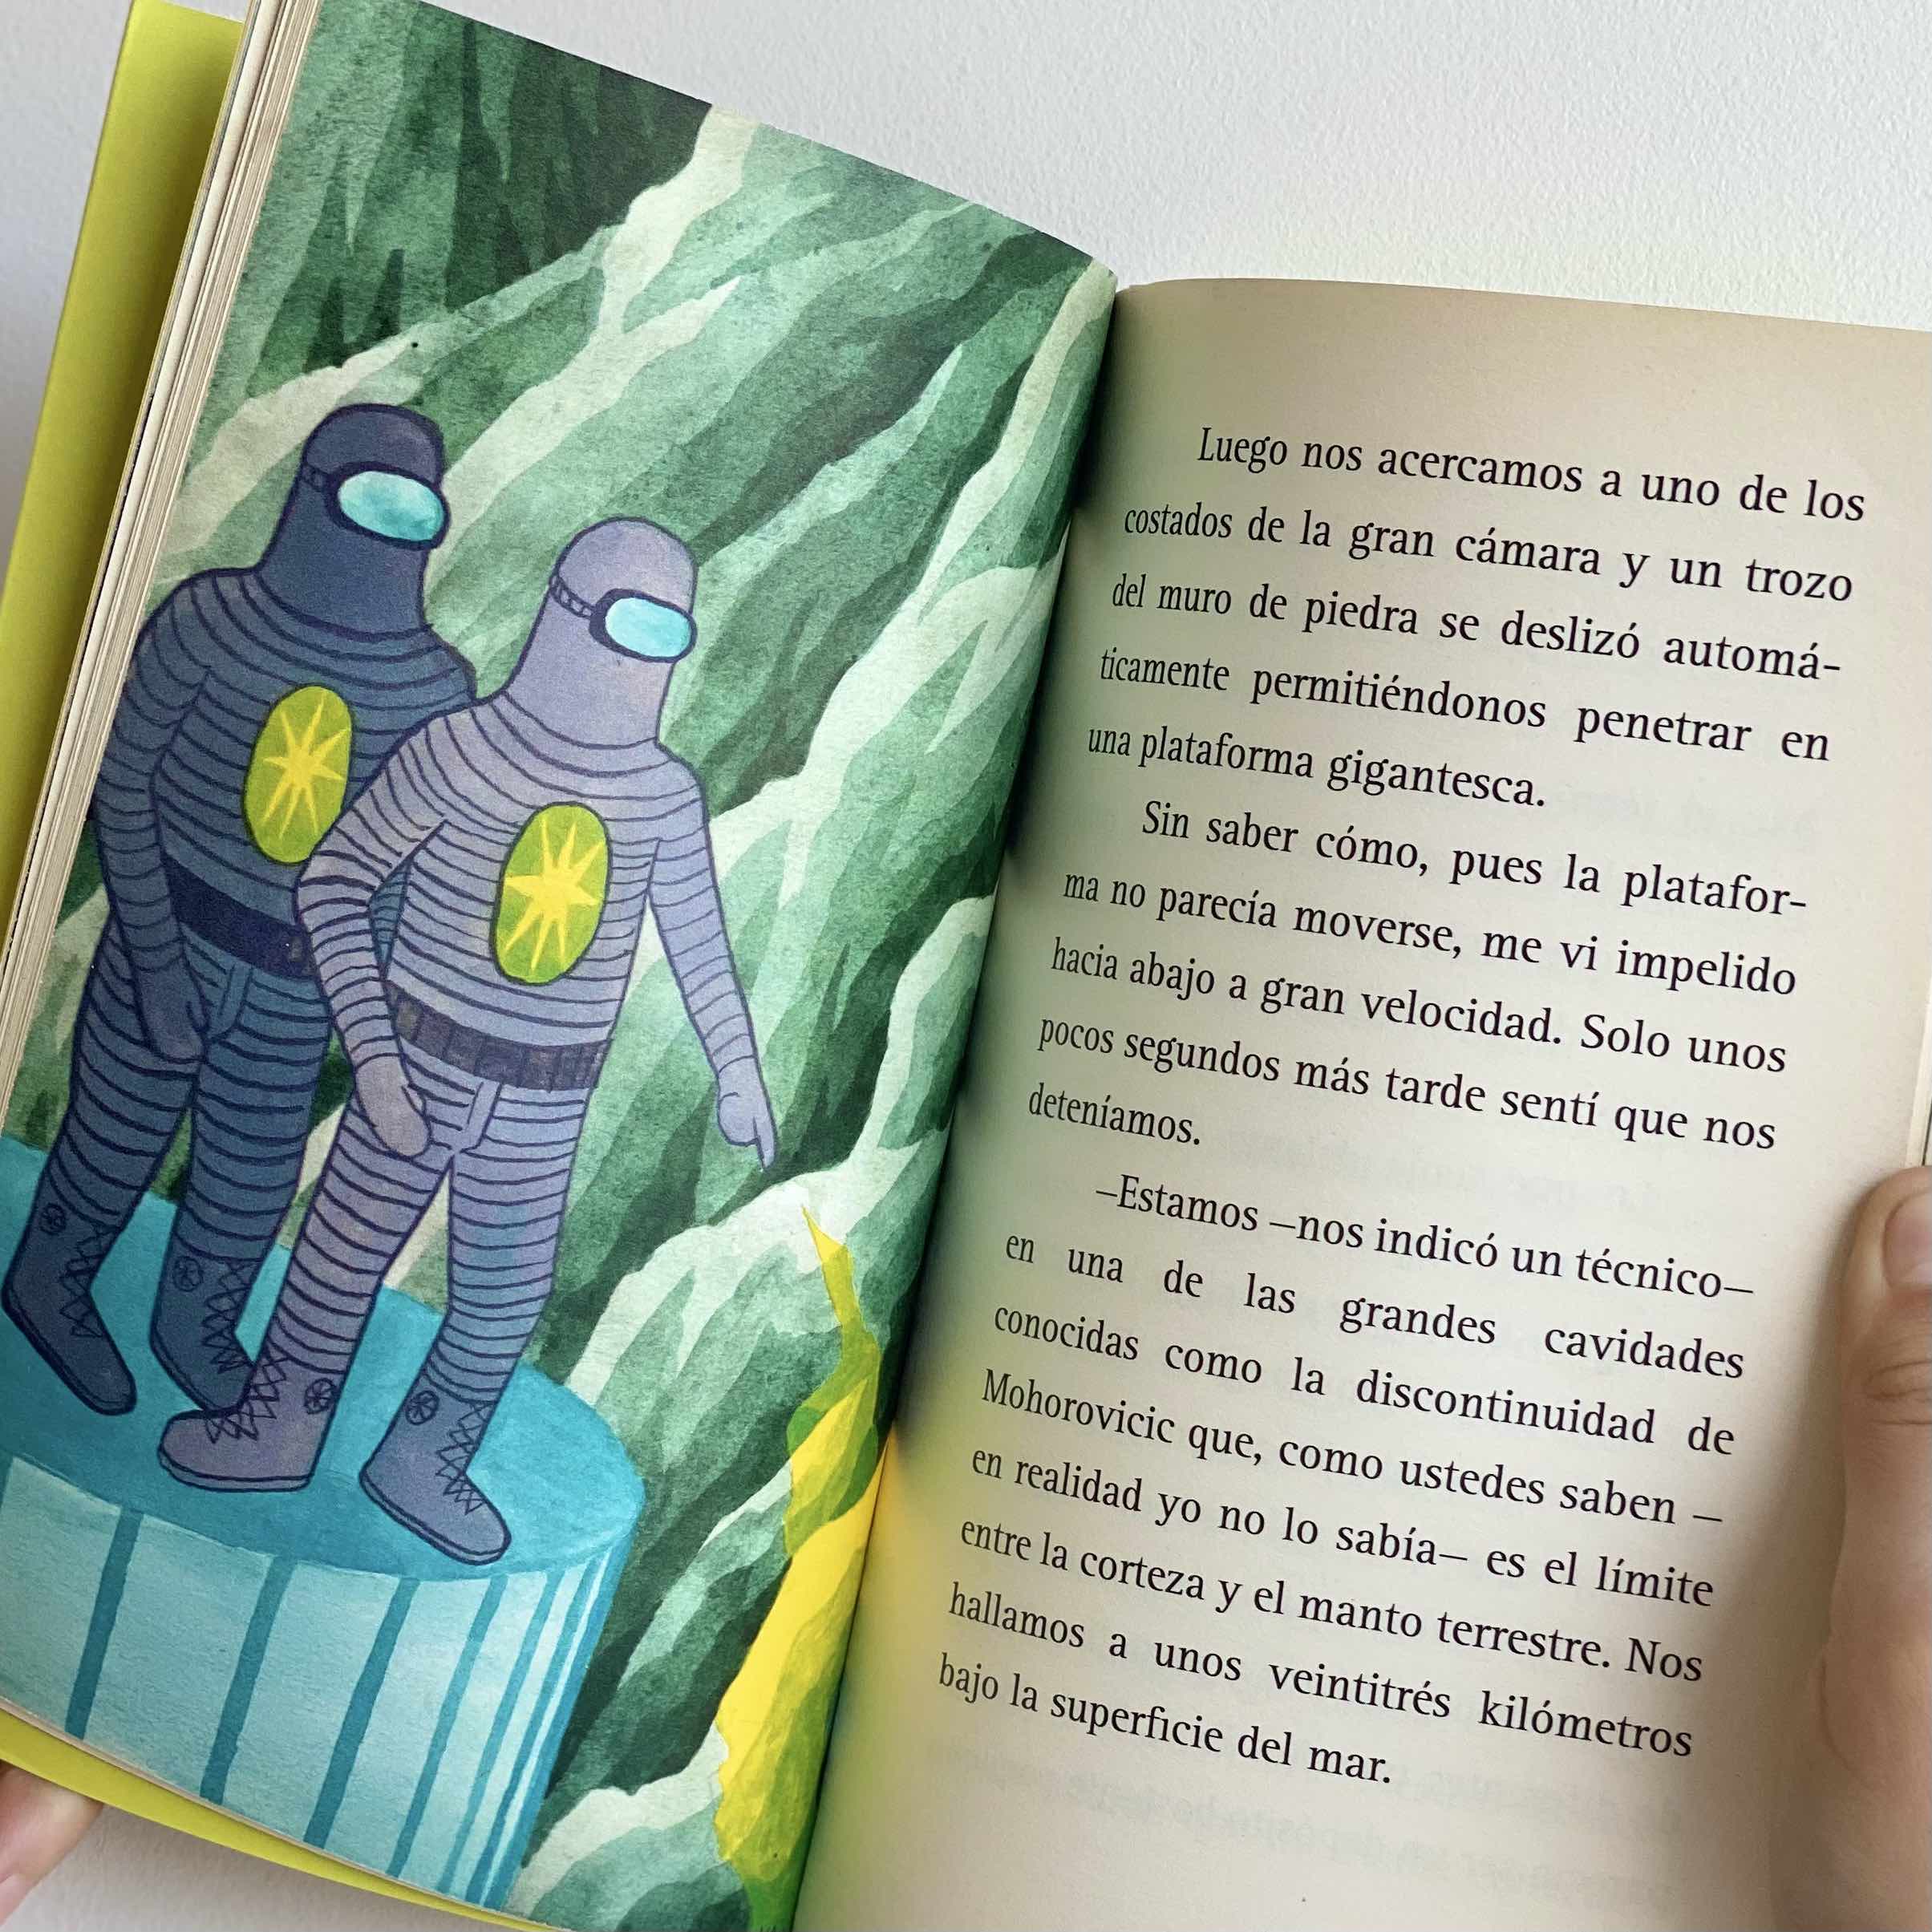 Luego nos acercamos a uno de los
costados de la gran cámara y un trozo
del muro de piedra se deslizó automá-
ticamente permitiéndonos penetrar en
una plataforma gigantesca.
Sin saber cómo, pues la platafor-
ma no parecía moverse, me vi impelido
hacia abajo a gran velocidad. Solo unos
pocos segundos más tarde sentí que nos
deteníamos.
–Estamos –nos indicó un técnico–
en una de las grandes cavidades
conocidas como la discontinuidad de
Mohorovicic que, como ustedes saben –
en realidad yo no lo sabía– es el límite
entre la corteza y el manto terrestre. Nos
hallamos a unos veintitrés kilómetros
bajo la superficie del mar.